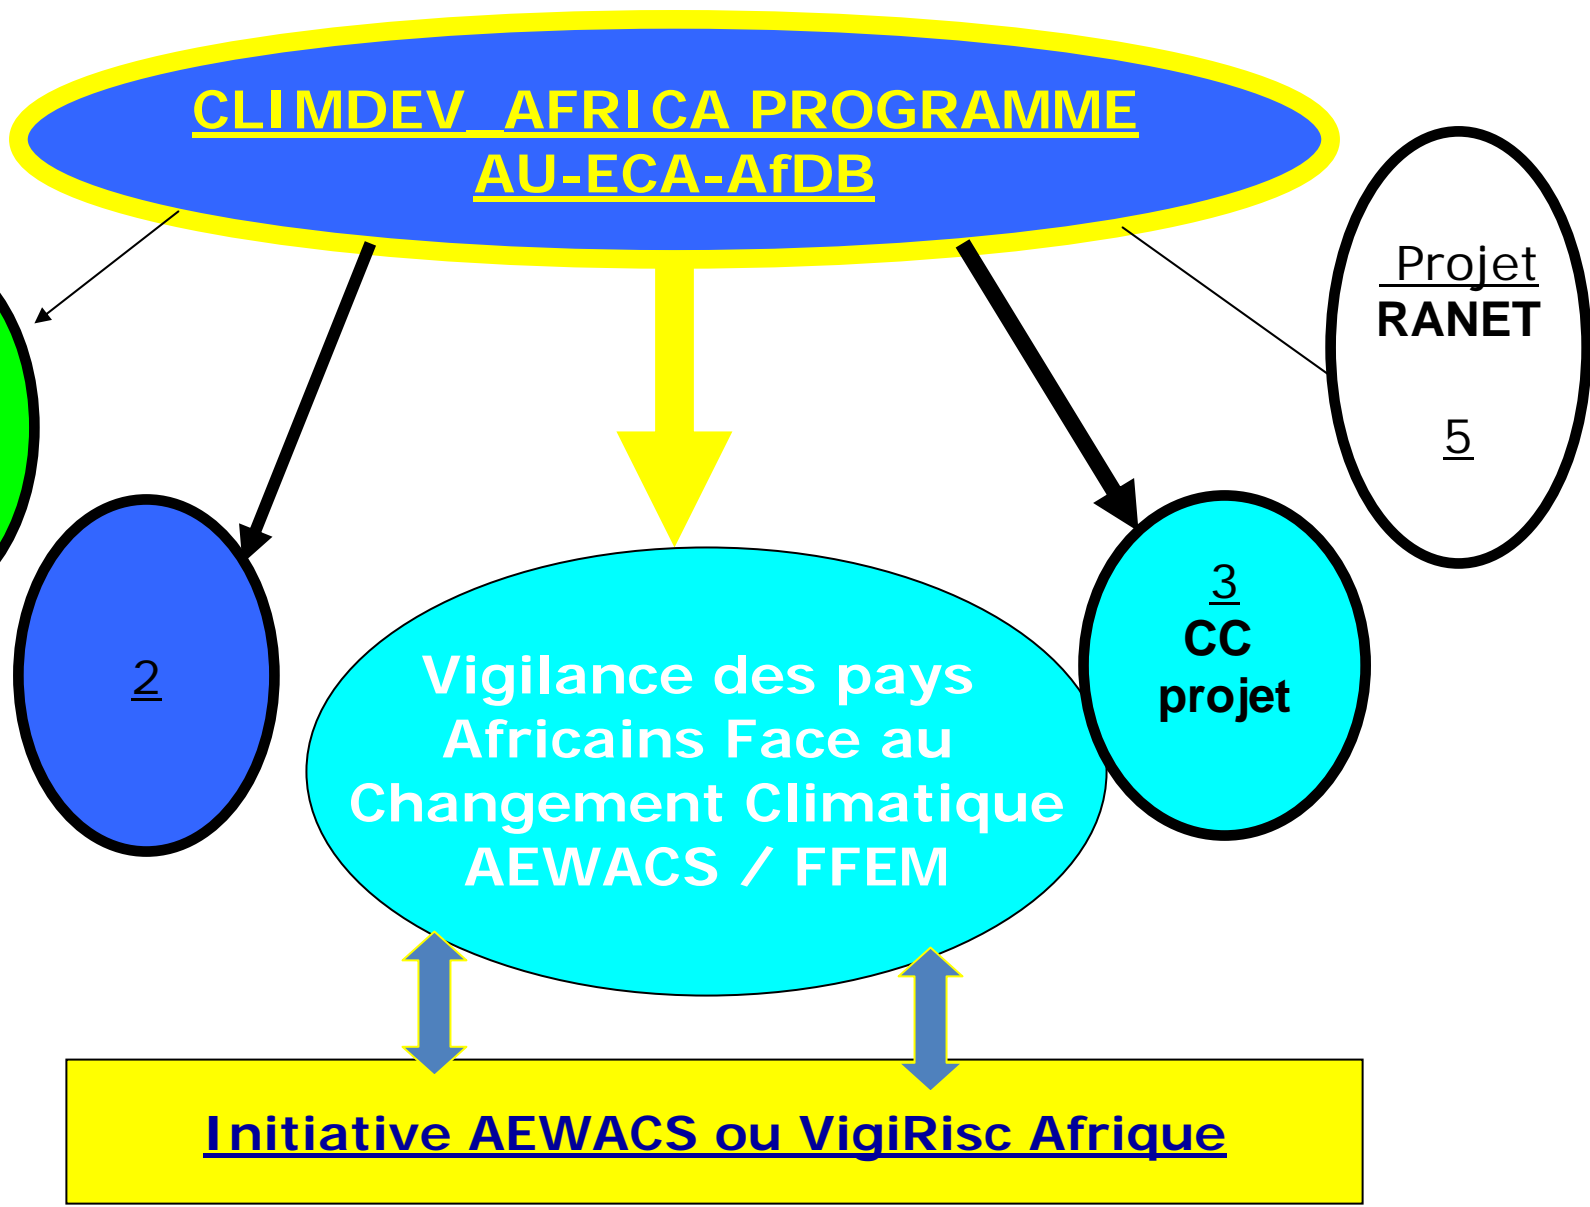 CLIMDEV_AFRICA PROGRAMME
AU-ECA-AfDB
Projet
RANET
5
2
3
CC
projet
Vigilance des pays
Africains Face au
Changement Climatique
AEWACS / FFEM
Initiative AEWACS ou VigiRisc Afrique